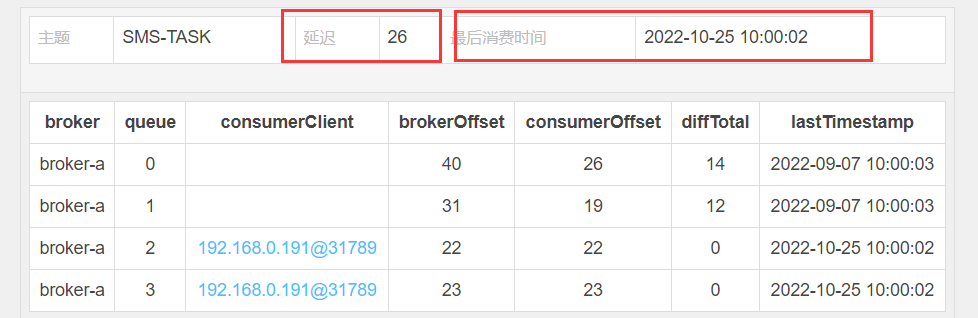 主题 SMS-TASK 延迟 26 最后消费时间 2022-10-25 10:00:02
broker queue consumerClient brokerOffset consumerOffset diffTotal lastTimestamp
broker-a 0 40 26 14 2022-09-07 10:00:03
broker-a 1 31 19 12 2022-09-07 10:00:03
broker-a 2 192.168.0.191@31789 22 22 0 2022-10-25 10:00:02
broker-a 3 192.168.0.191@31789 23 23 0 2022-10-25 10:00:02